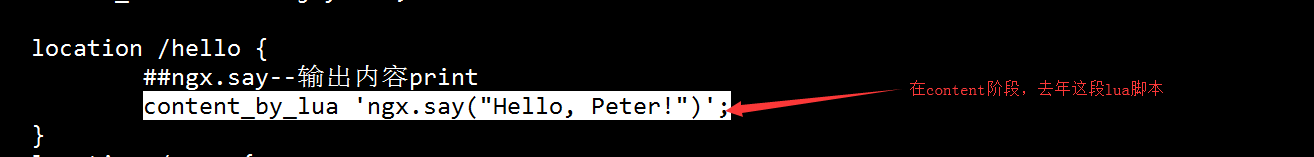 location /hello {
##ngx.say--输出内容print
content_by_lua 'ngx.say("Hello, Peter!")';
在content阶段，去年这段lua脚本
}